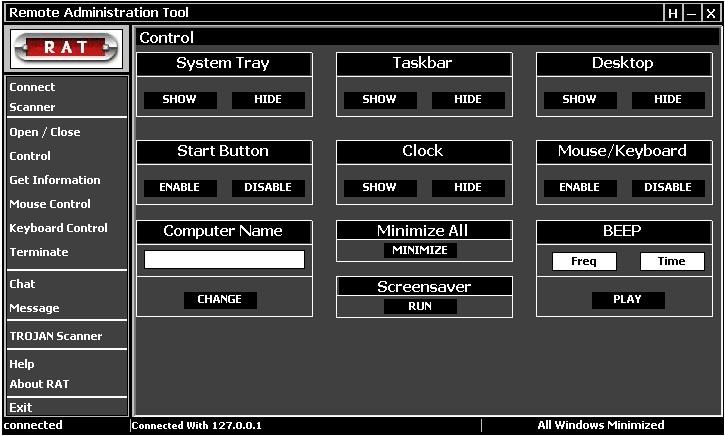 Remote Administration Tool
H – X
RAT
Connect
Scanner
Open / Close
Control
Get Information
Mouse Control
Keyboard Control
Terminate
Chat
Message
TROJAN Scanner
Help
About RAT
Exit
Control
System Tray Taskbar Desktop
SHOW HIDE SHOW HIDE SHOW HIDE
Start Button Clock Mouse/Keyboard
ENABLE DISABLE SHOW HIDE ENABLE DISABLE
Computer Name Minimize All BEEP
MINIMIZE
Freq Time
Screensaver
CHANGE RUN PLAY
connected Connected With 127.0.0.1 All Windows Minimized